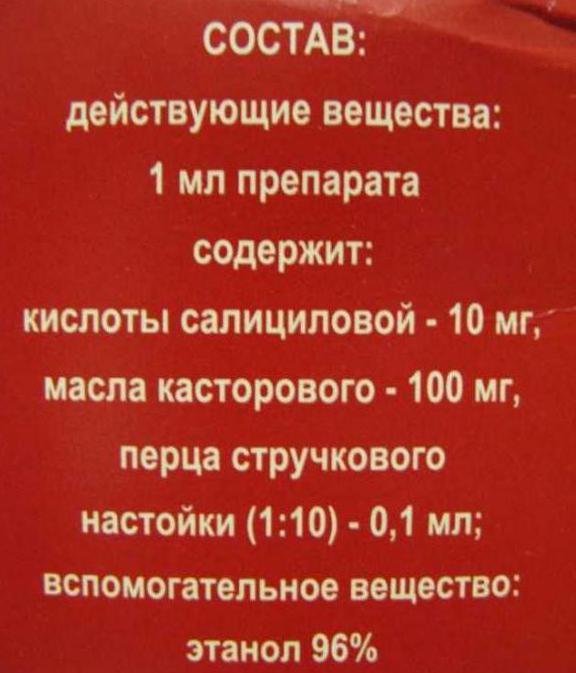 СОСТАВ:
действующие вещества:
1 мл препарата
содержит:
кислоты салициловой - 10 мг,
масла касторового - 100 мг,
перца стручкового
настойки (1:10) - 0,1 мл;
вспомогательное вещество:
этанол 96%